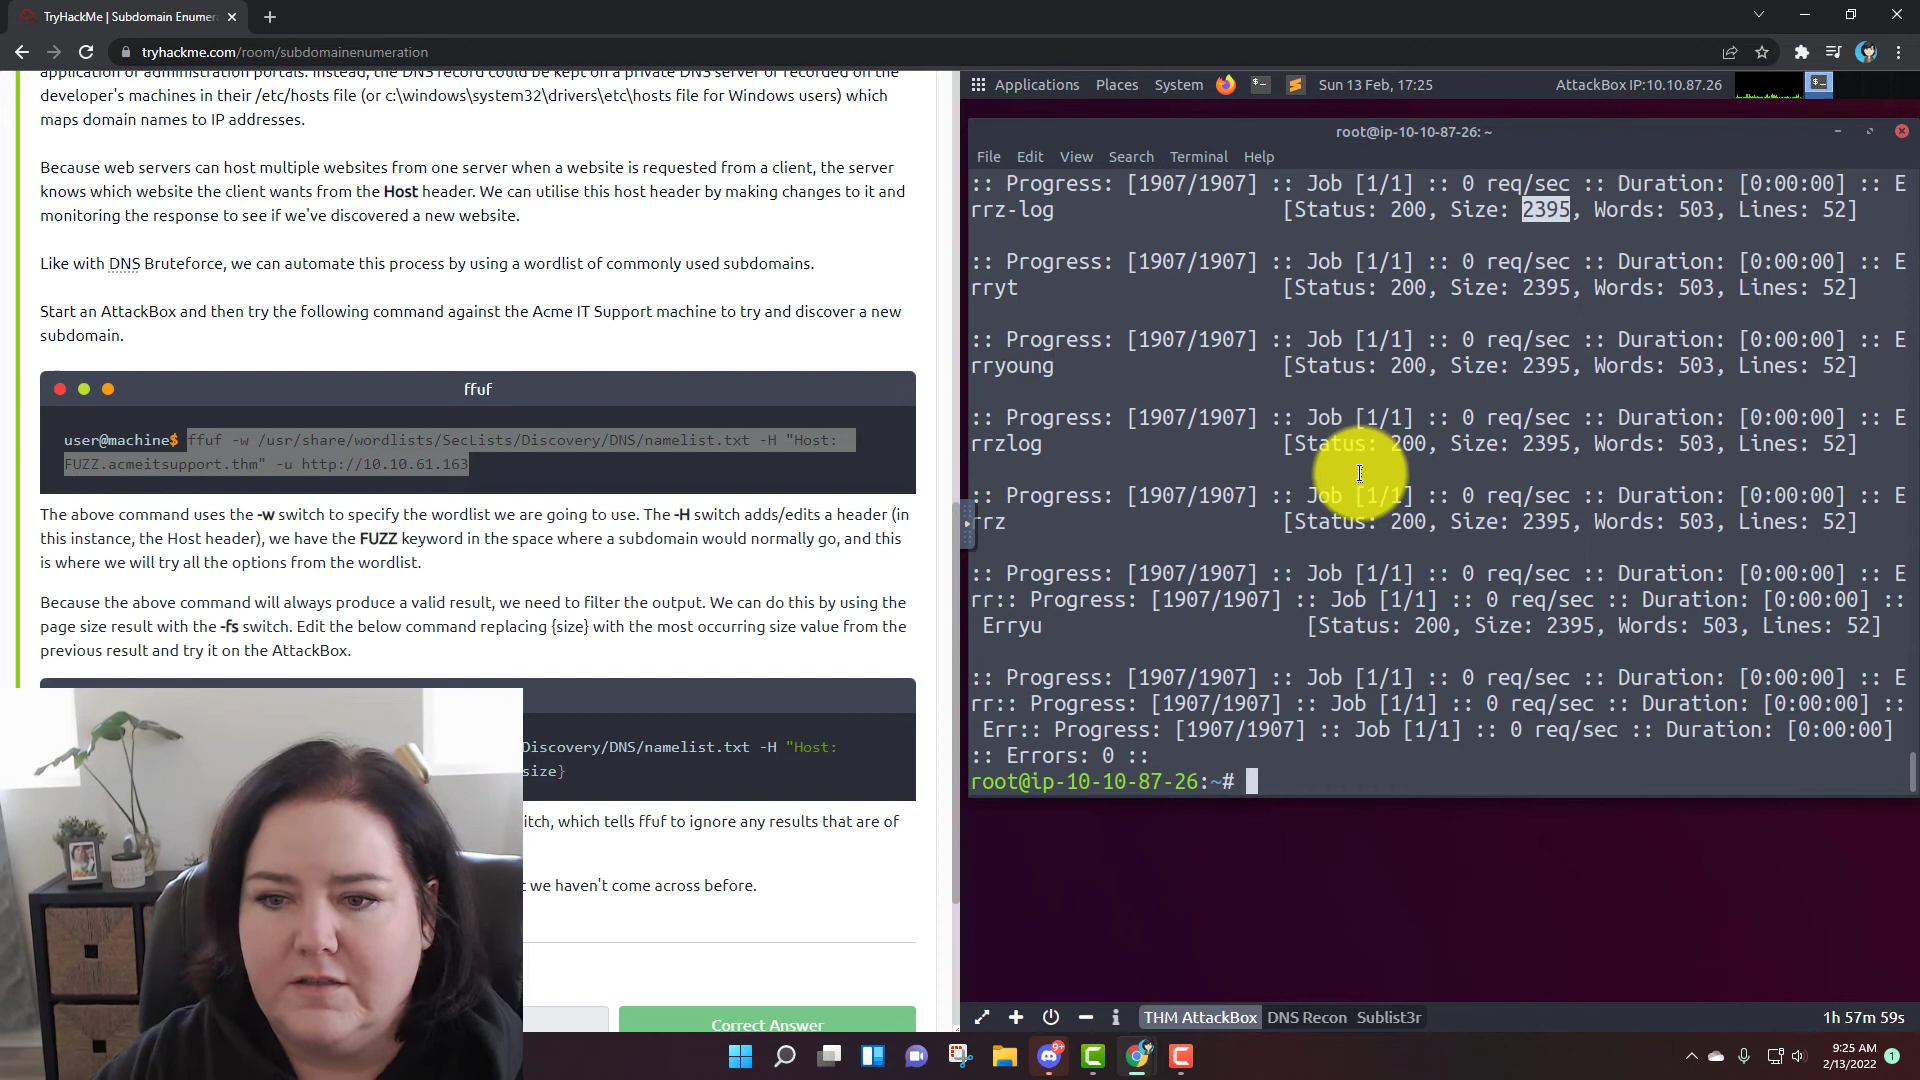 TryHackMe | Subdomain Enumer
tryhackme.com/room/subdomainenumeration
application or administration portals. Instead, the DNS record could be kept on a private DNS server or recorded on the
developer's machines in their /etc/hosts file (or c:\windows\system32\drivers\etc\hosts file for Windows users) which
maps domain names to IP addresses.
Because web servers can host multiple websites from one server when a website is requested from a client, the server
knows which website the client wants from the Host header. We can utilise this host header by making changes to it and
monitoring the response to see if we've discovered a new website.
Like with DNS Bruteforce, we can automate this process by using a wordlist of commonly used subdomains.
Start an AttackBox and then try the following command against the Acme IT Support machine to try and discover a new
subdomain.
ffuf
user@machine$ ffuf -w /usr/share/wordlists/SecLists/Discovery/DNS/namelist.txt -H "Host:
FUZZ.acmeitsupport.thm" -u http://10.10.61.163
The above command uses the -w switch to specify the wordlist we are going to use. The -H switch adds/edits a header (in
this instance, the Host header), we have the FUZZ keyword in the space where a subdomain would normally go, and this
is where we will try all the options from the wordlist.
Because the above command will always produce a valid result, we need to filter the output. We can do this by using the
page size result with the -fs switch. Edit the below command replacing {size} with the most occurring size value from the
previous result and try it on the AttackBox.
Discovery/DNS/namelist.txt -H "Host:
size}
itch, which tells ffuf to ignore any results that are of
t we haven't come across before.
Correct Answer
Applications Places System Sun 13 Feb, 17:25 AttackBox IP:10.10.87.26
root@ip-10-10-87-26: ~
File Edit View Search Terminal Help
:: Progress: [1907/1907] :: Job [1/1] :: 0 req/sec :: Duration: [0:00:00] :: E
rrz-log [Status: 200, Size: 2395, Words: 503, Lines: 52]
:: Progress: [1907/1907] :: Job [1/1] :: 0 req/sec :: Duration: [0:00:00] :: E
rryt [Status: 200, Size: 2395, Words: 503, Lines: 52]
:: Progress: [1907/1907] :: Job [1/1] :: 0 req/sec :: Duration: [0:00:00] :: E
rryoung [Status: 200, Size: 2395, Words: 503, Lines: 52]
:: Progress: [1907/1907] :: Job [1/1] :: 0 req/sec :: Duration: [0:00:00] :: E
rrzlog [Status: 200, Size: 2395, Words: 503, Lines: 52]
:: Progress: [1907/1907] :: Job [1/1] :: 0 req/sec :: Duration: [0:00:00] :: E
rrz [Status: 200, Size: 2395, Words: 503, Lines: 52]
:: Progress: [1907/1907] :: Job [1/1] :: 0 req/sec :: Duration: [0:00:00] :: E
rr:: Progress: [1907/1907] :: Job [1/1] :: 0 req/sec :: Duration: [0:00:00] ::
Erryu [Status: 200, Size: 2395, Words: 503, Lines: 52]
:: Progress: [1907/1907] :: Job [1/1] :: 0 req/sec :: Duration: [0:00:00] :: E
rr:: Progress: [1907/1907] :: Job [1/1] :: 0 req/sec :: Duration: [0:00:00] ::
Err:: Progress: [1907/1907] :: Job [1/1] :: 0 req/sec :: Duration: [0:00:00]
:: Errors: 0 ::
root@ip-10-10-87-26:~#
THM AttackBox DNS Recon Sublist3r 1h 57m 59s
9+
9:25 AM
2/13/2022
1